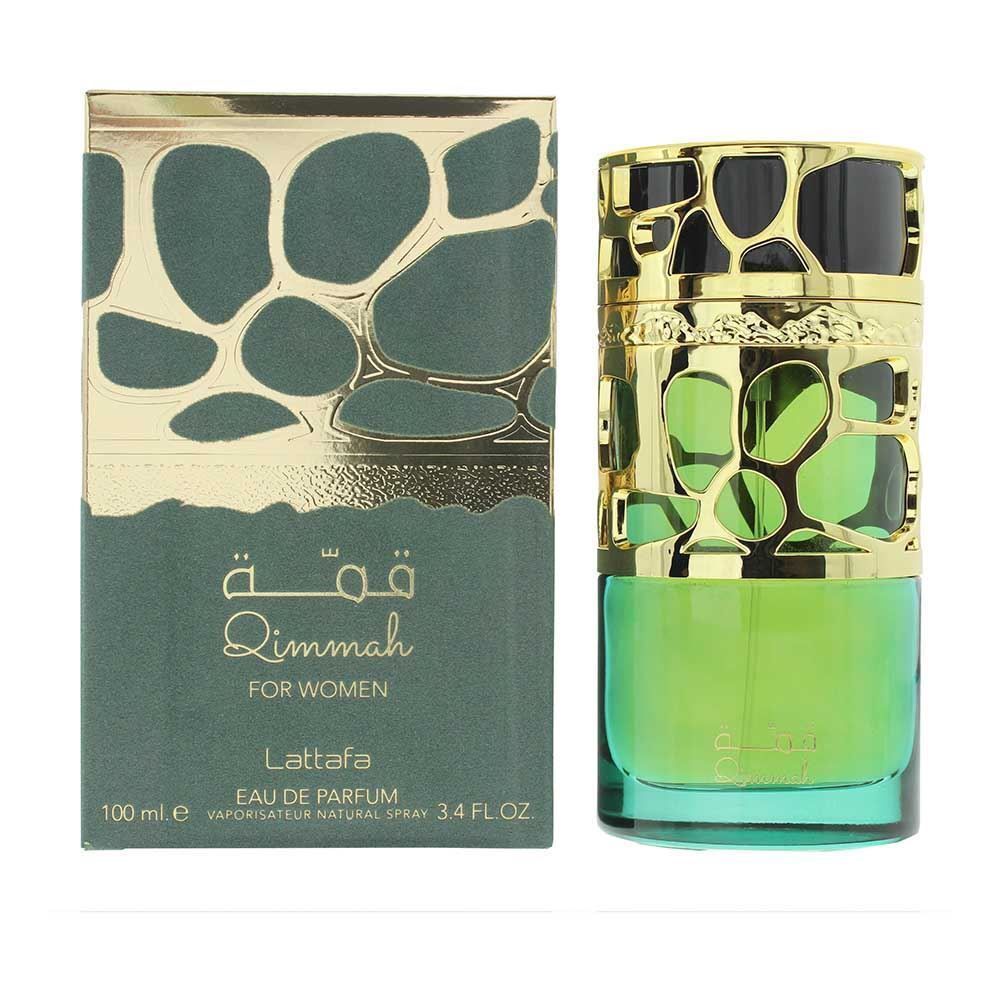 قمّة
Qimmah
FOR WOMEN
Lattafa
EAU DE PARFUM
100 ml. e VAPORISATEUR NATURAL SPRAY 3.4 FL.OZ.
قمّة
Qimmah